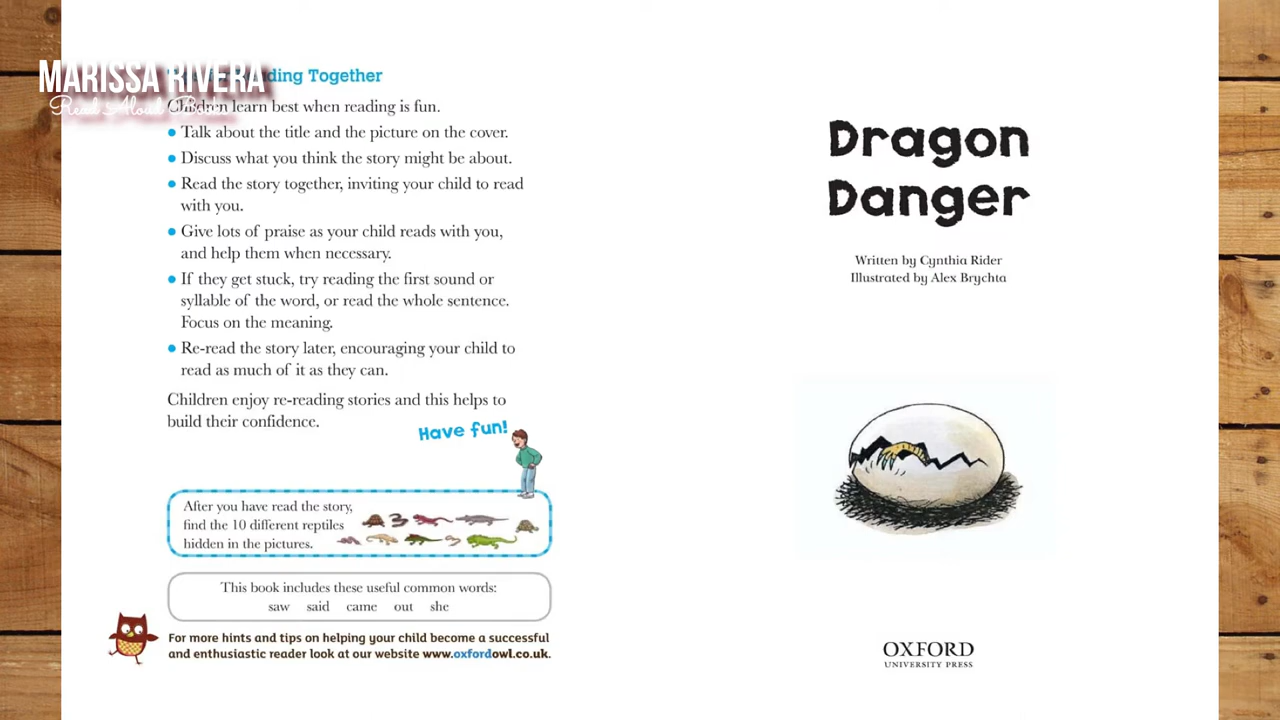 MARISSA RIVERA
Read Aloud Books
ding Together
Children learn best when reading is fun.
Talk about the title and the picture on the cover.
Discuss what you think the story might be about.
Read the story together, inviting your child to read
with you.
Give lots of praise as your child reads with you,
and help them when necessary.
If they get stuck, try reading the first sound or
syllable of the word, or read the whole sentence.
Focus on the meaning.
Re-read the story later, encouraging your child to
read as much of it as they can.
Children enjoy re-reading stories and this helps to
build their confidence.
Have fun!
After you have read the story,
find the 10 different reptiles
hidden in the pictures.
This book includes these useful common words:
saw said came out she
For more hints and tips on helping your child become a successful
and enthusiastic reader look at our website www.oxfordowl.co.uk.
Dragon
Danger
Written by Cynthia Rider
Illustrated by Alex Brychta
OXFORD
UNIVERSITY PRESS